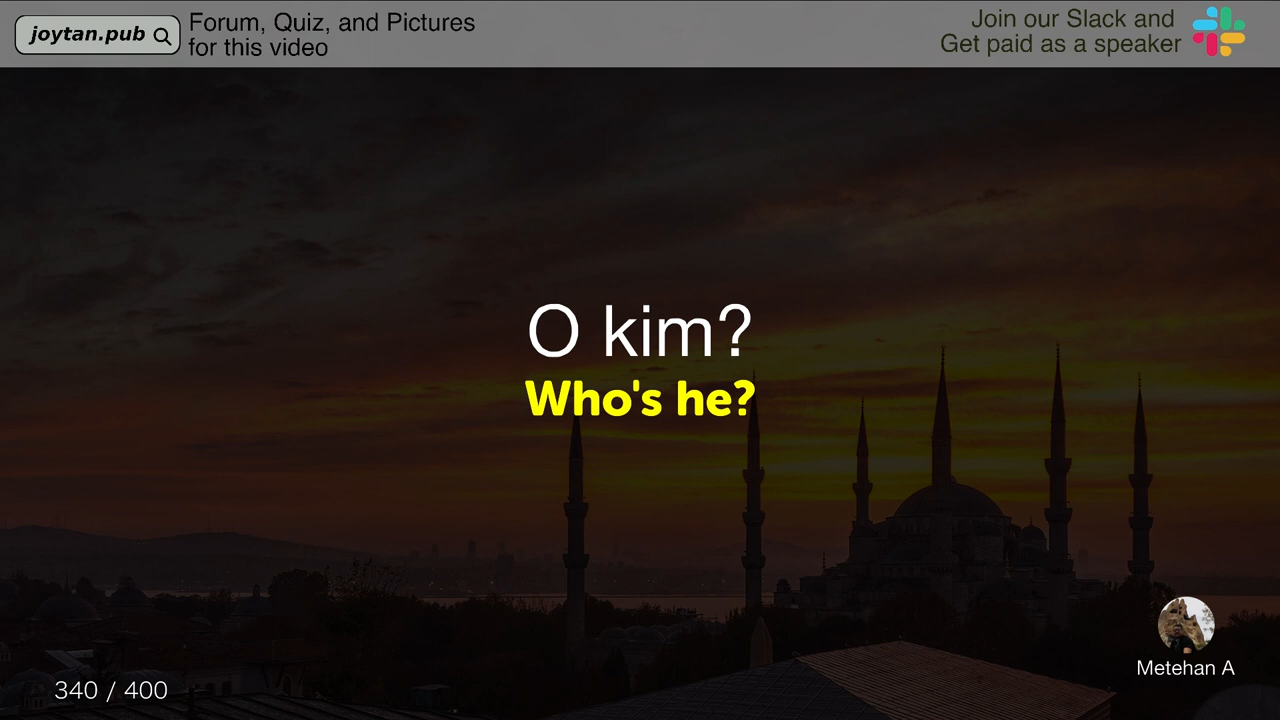 joytan.pub
Forum, Quiz, and Pictures
for this video
Join our Slack and
Get paid as a speaker
O kim?
Who's he?
Metehan A
340 / 400